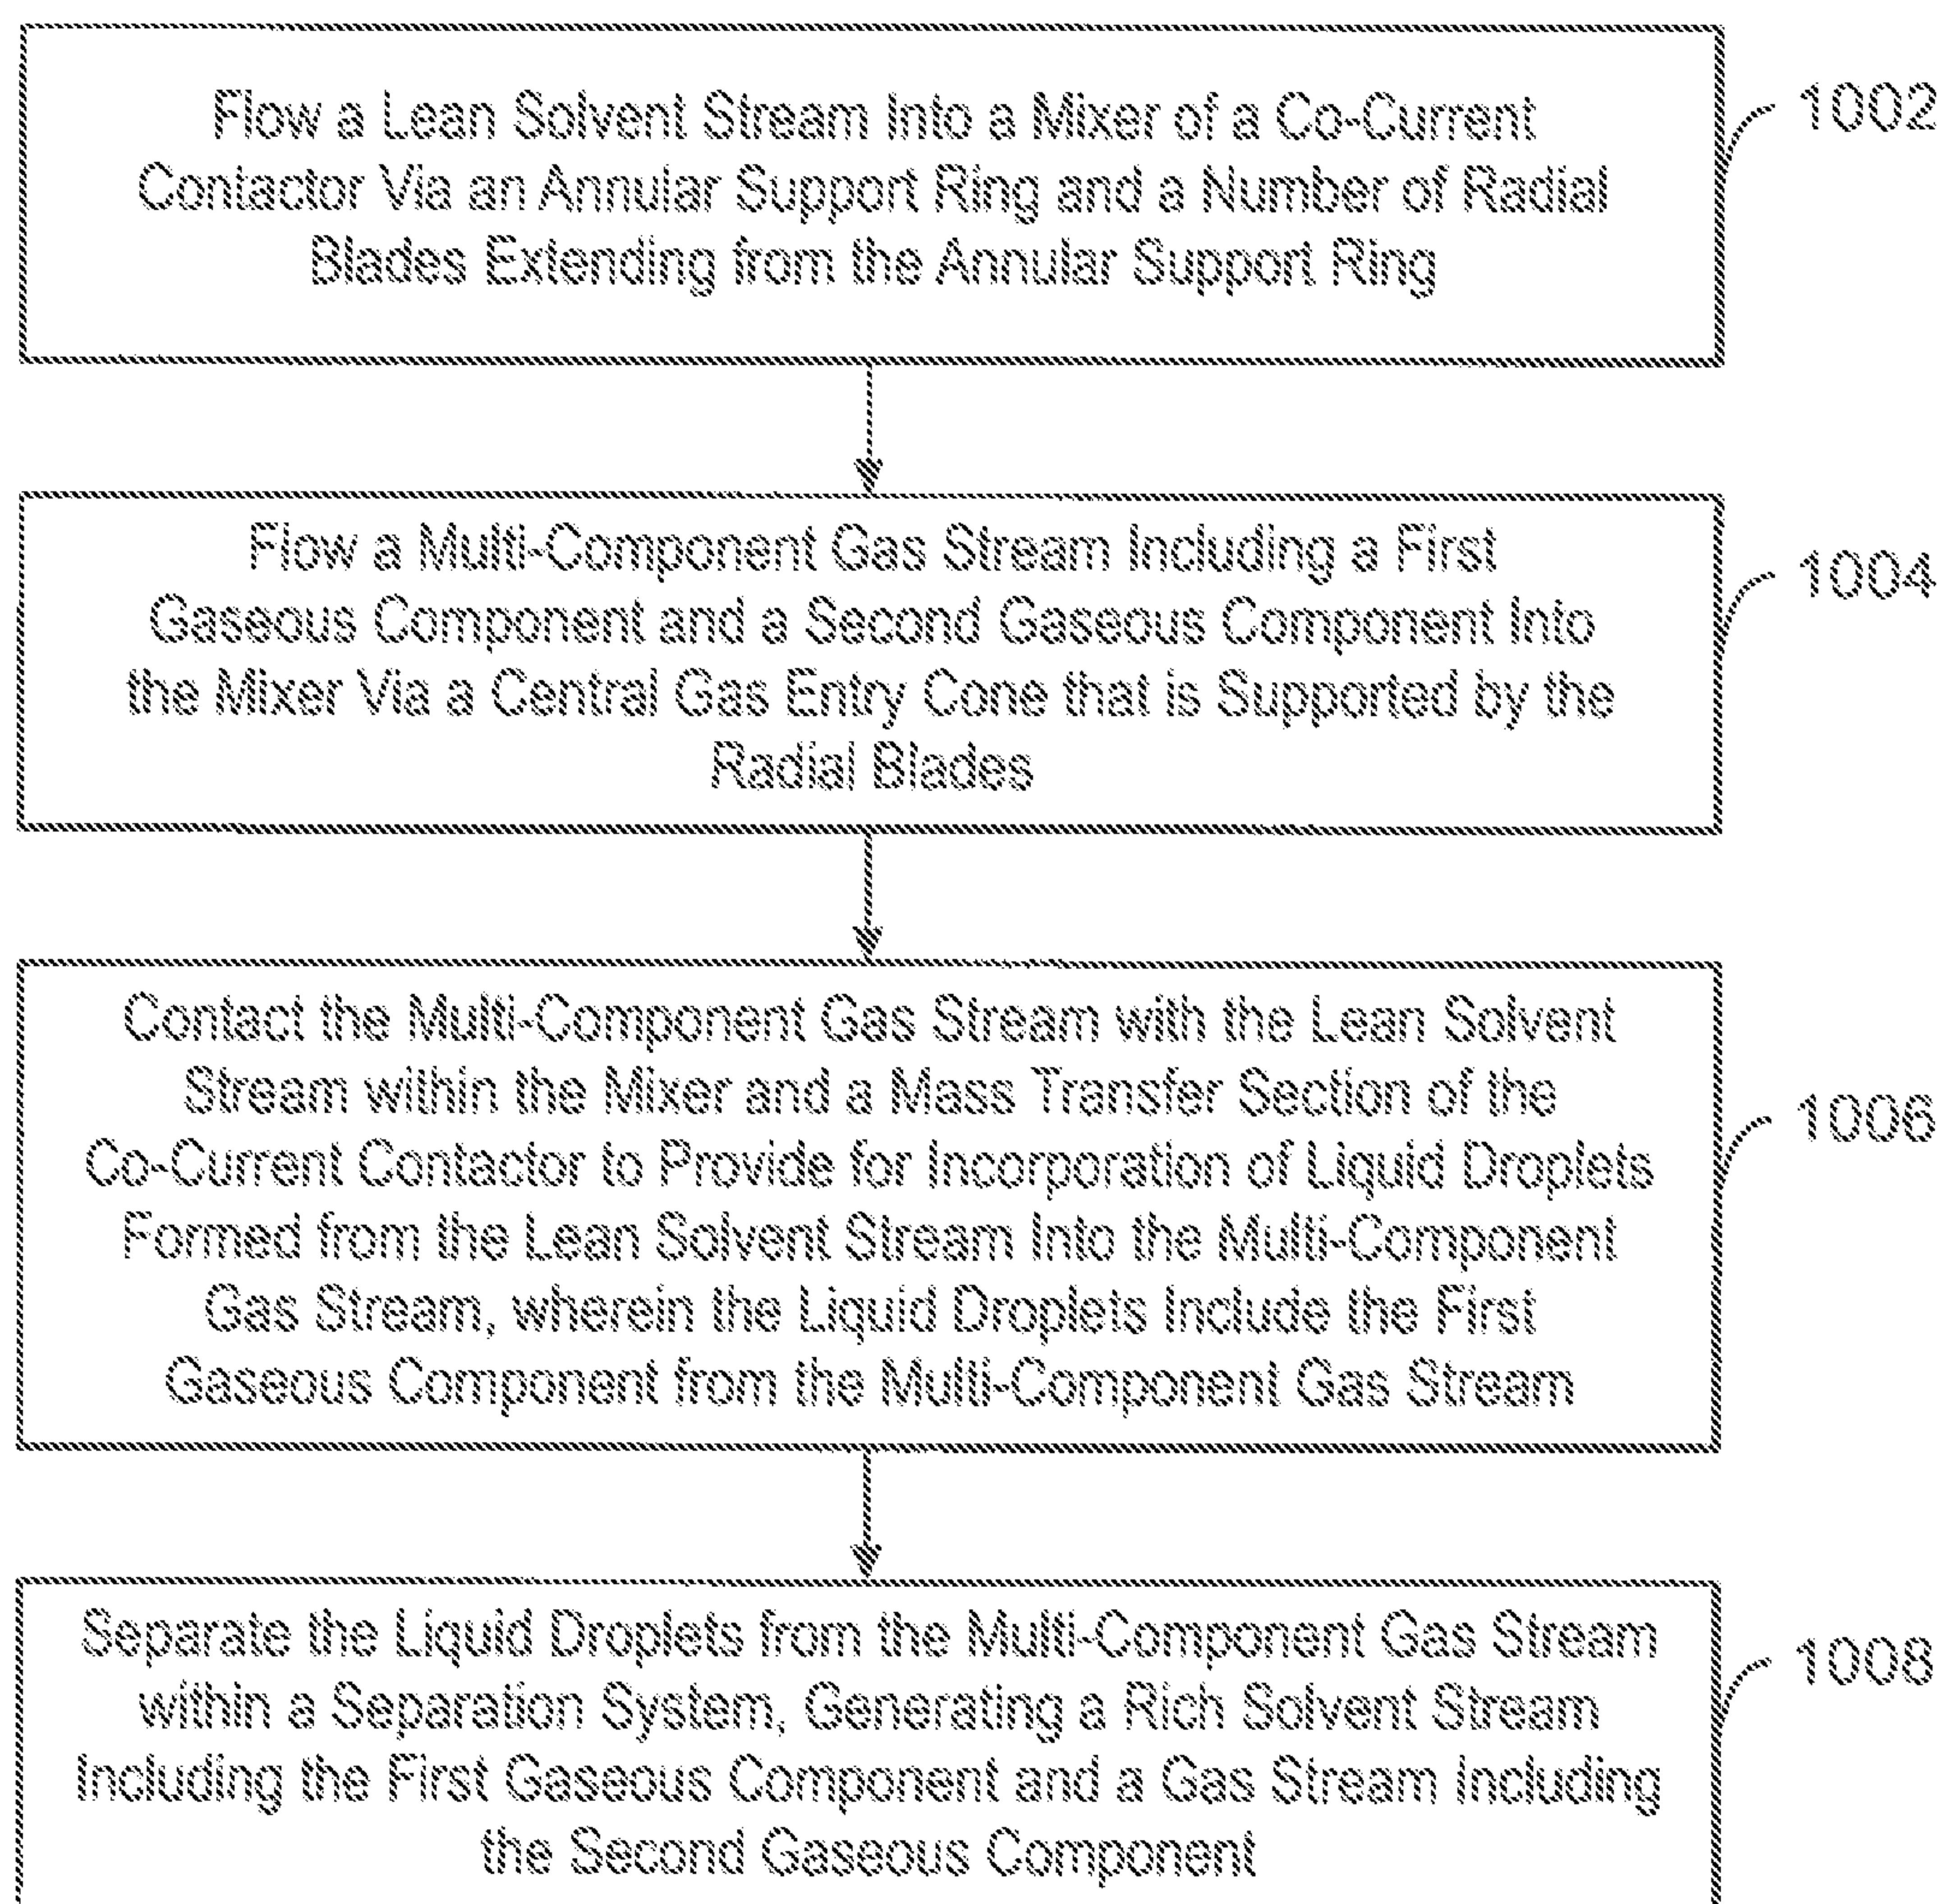 Flow a Lean Solvent Stream Into a Mixer of a Co-Current
Contactor Via an Annular Support Ring and a Number of Radial
Blades Extending from the Annular Support Ring
1002
Flow a Multi-Component Gas Stream Including a First
Gaseous Component and a Second Gaseous Component Into
the Mixer Via a Central Gas Entry Cone that is Supported by the
Radial Blades
1004
Contact the Multi-Component Gas Stream with the Lean Solvent
Stream within the Mixer and a Mass Transfer Section of the
Co-Current Contactor to Provide for Incorporation of Liquid Droplets
Formed from the Lean Solvent Stream Into the Multi-Component
Gas Stream, wherein the Liquid Droplets Include the First
Gaseous Component from the Multi-Component Gas Stream
1006
Separate the Liquid Droplets from the Multi-Component Gas Stream
within a Separation System, Generating a Rich Solvent Stream
Including the First Gaseous Component and a Gas Stream Including
the Second Gaseous Component
1008